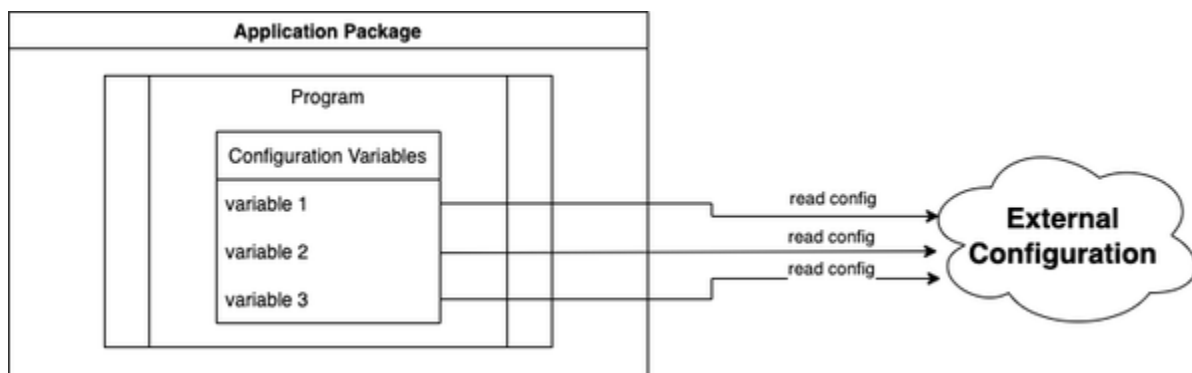 Application Package
Program
Configuration Variables
variable 1
read config
variable 2
read config
variable 3
read config
External
Configuration